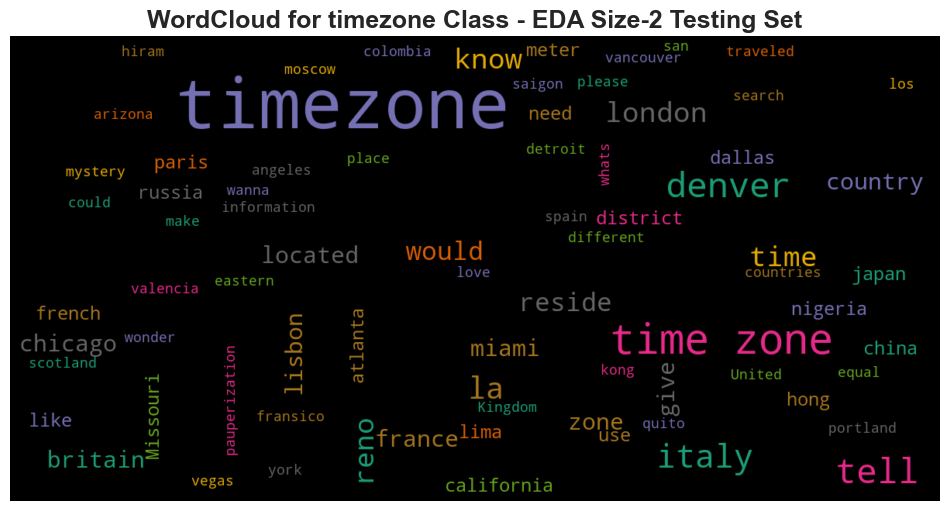 WordCloud for timezone Class - EDA Size-2 Testing Set
hiram
colombia
know
meter
san
vancouver
traveled
moscow
timezone
saigon
please
los
search
arizona
need
london
mystery
paris
angeles
place
detroit
whats
dallas
denver
country
russia
wanna
information
could
make
spain
district
different
located
would
love
time
countries
japan
valencia
eastern
french
reside
nigeria
chicago
wonder
scotland
lisbon
atlanta
miami
time zone
china
kong
United
equal
pauperization
Missouri
la
Kingdom
give
hong
like
fransico
reno
france
lima
zone
use
quito
portland
britain
york
vegas
california
italy
tell